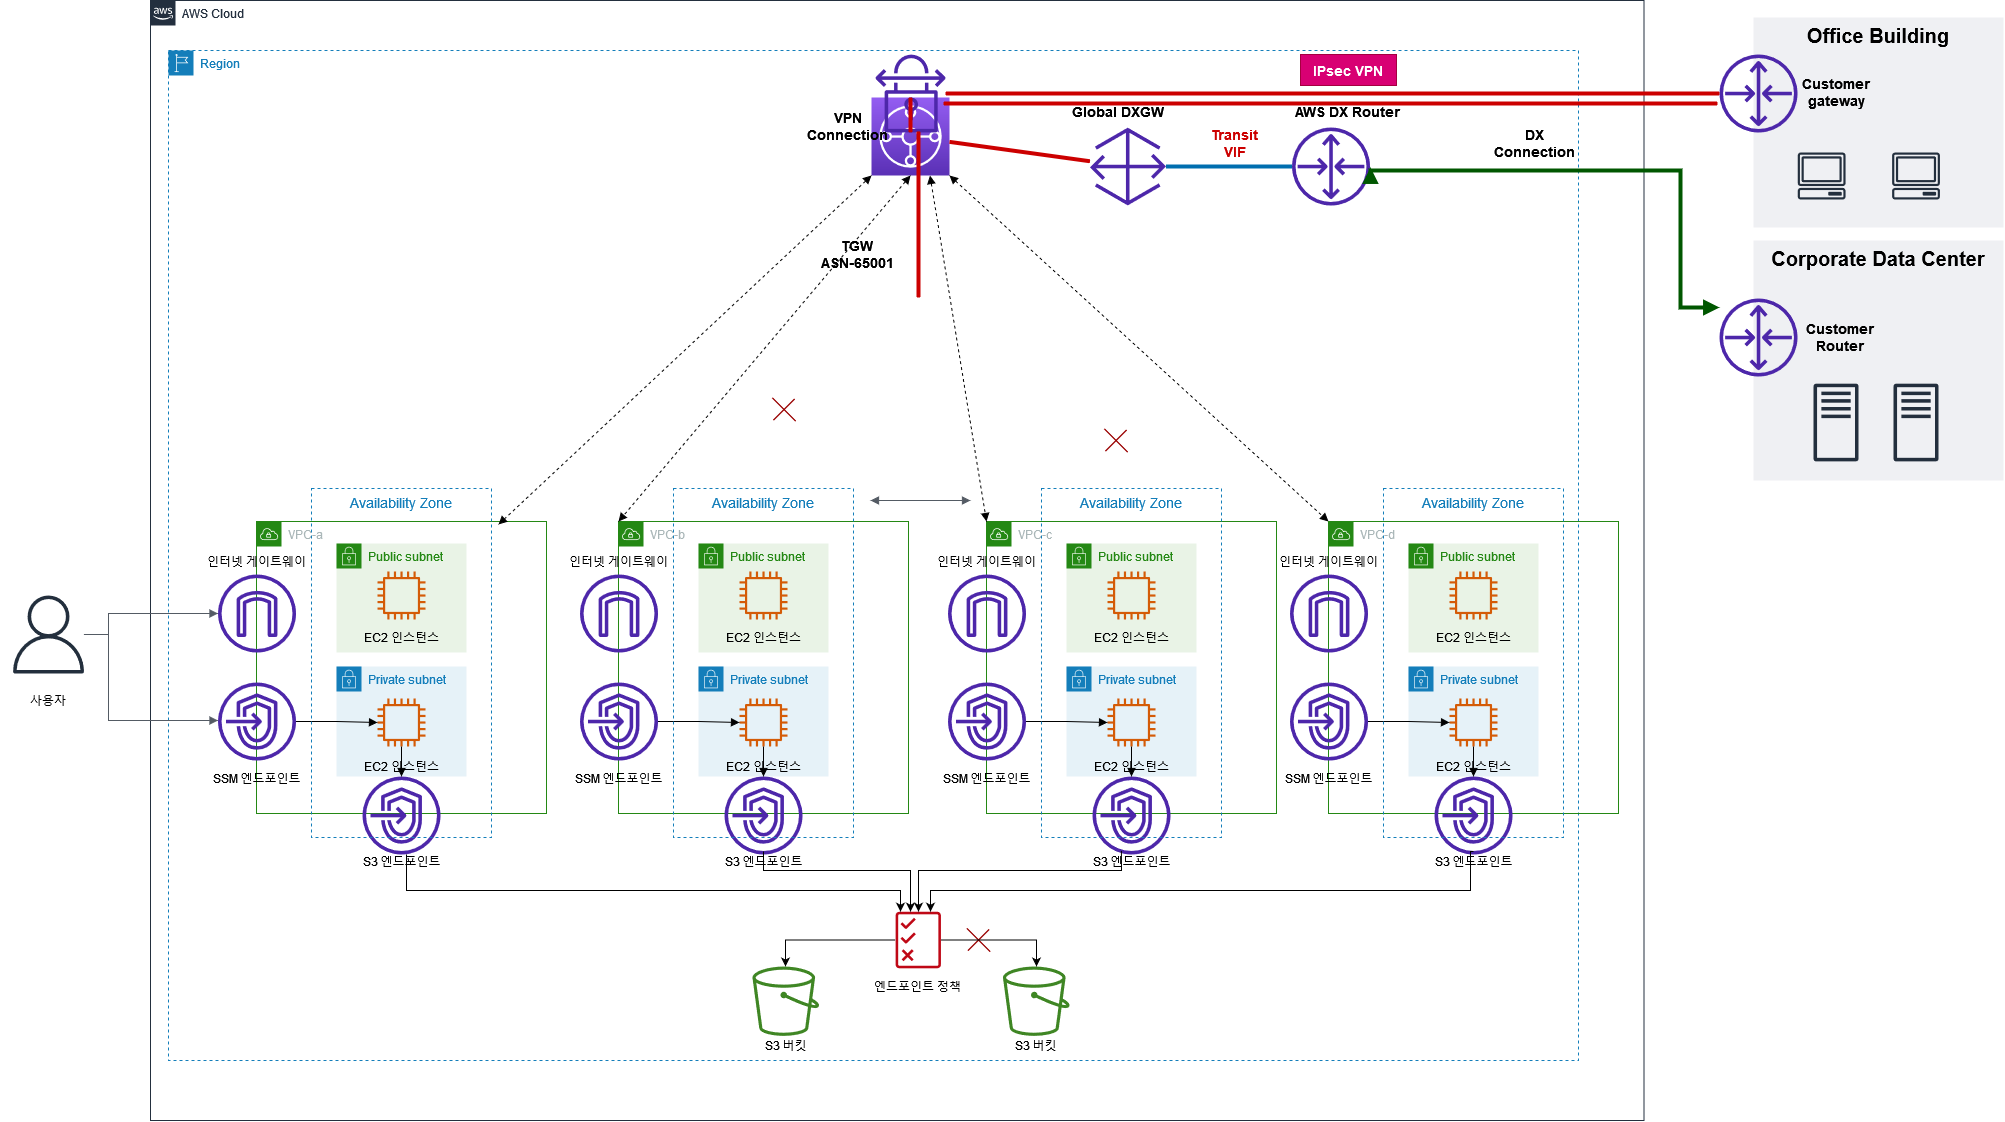 aws
AWS Cloud
Region
VPN
Connection
IPsec VPN
Global DXGW
AWS DX Router
Transit
VIF
DX
Connection
TGW
ASN-65001
Office Building
Customer
gateway
Corporate Data Center
Customer
Router
사용자
Availability Zone
VPC-a
인터넷 게이트웨이
Public subnet
EC2 인스턴스
Private subnet
EC2 인스턴스
SSM 엔드포인트
S3 엔드포인트
Availability Zone
VPC-b
인터넷 게이트웨이
Public subnet
EC2 인스턴스
Private subnet
EC2 인스턴스
SSM 엔드포인트
S3 엔드포인트
Availability Zone
VPC-c
인터넷 게이트웨이
Public subnet
EC2 인스턴스
Private subnet
EC2 인스턴스
SSM 엔드포인트
S3 엔드포인트
Availability Zone
VPC-d
인터넷 게이트웨이
Public subnet
EC2 인스턴스
Private subnet
EC2 인스턴스
SSM 엔드포인트
S3 엔드포인트
엔드포인트 정책
S3 버킷
S3 버킷